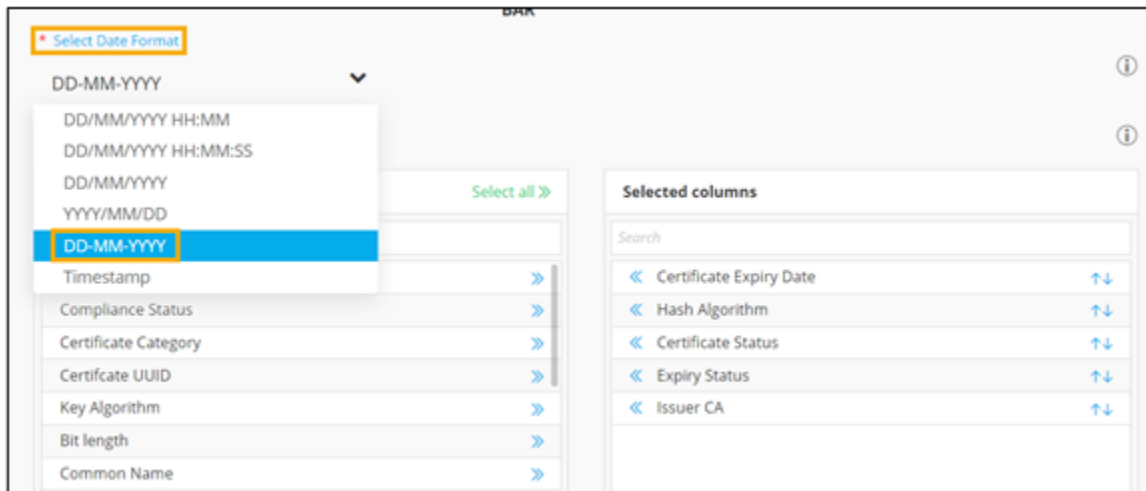 BAR
* Select Date Format
DD-MM-YYYY
DD/MM/YYYY HH:MM
DD/MM/YYYY HH:MM:SS
DD/MM/YYYY
YYYY/MM/DD
DD-MM-YYYY
Timestamp
Select all
Compliance Status
Certificate Category
Certifcate UUID
Key Algorithm
Bit length
Common Name
Selected columns
Search
Certificate Expiry Date
Hash Algorithm
Certificate Status
Expiry Status
Issuer CA